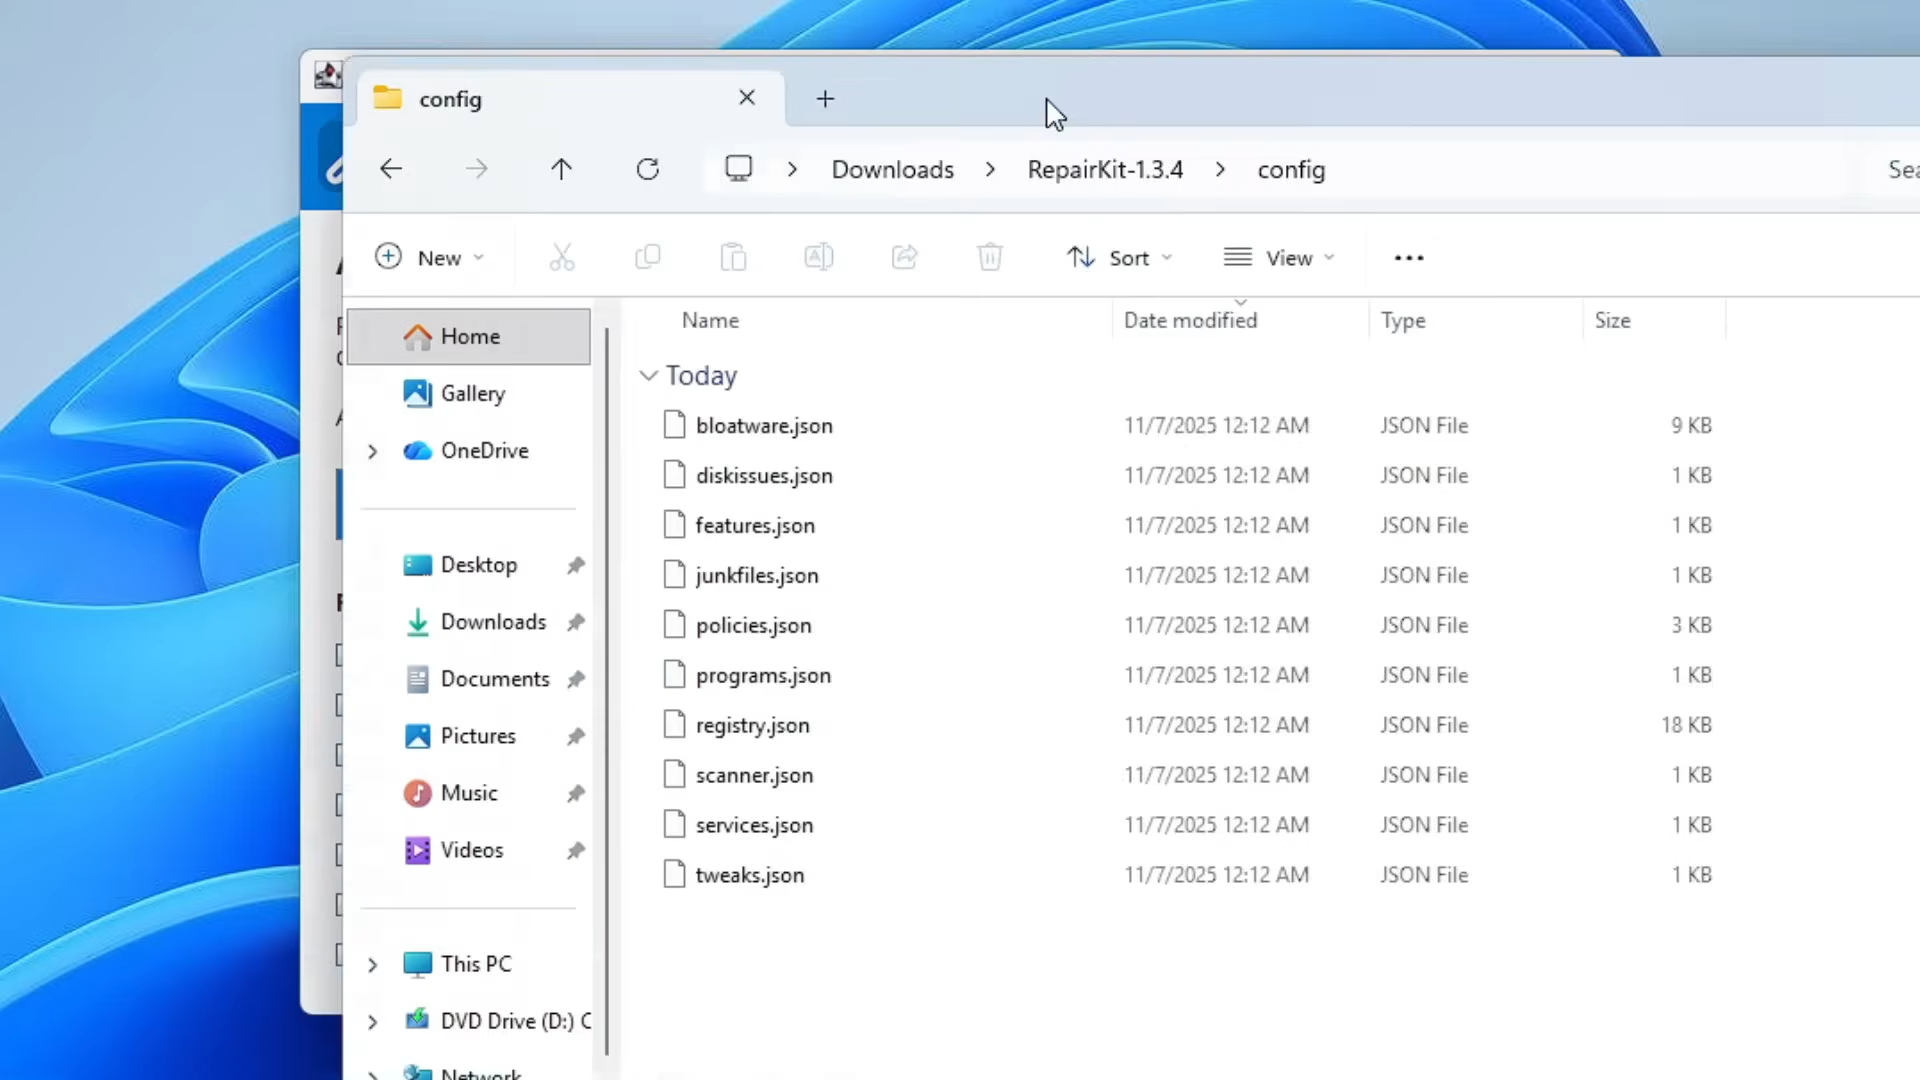 config
Downloads > RepairKit-1.3.4 > config
Sea
New
Sort
View
Home
Gallery
OneDrive
Desktop
Downloads
Documents
Pictures
Music
Videos
This PC
DVD Drive (D:) C
Network
Name Date modified Type Size
Today
bloatware.json 11/7/2025 12:12 AM JSON File 9 KB
diskissues.json 11/7/2025 12:12 AM JSON File 1 KB
features.json 11/7/2025 12:12 AM JSON File 1 KB
junkfiles.json 11/7/2025 12:12 AM JSON File 1 KB
policies.json 11/7/2025 12:12 AM JSON File 3 KB
programs.json 11/7/2025 12:12 AM JSON File 1 KB
registry.json 11/7/2025 12:12 AM JSON File 18 KB
scanner.json 11/7/2025 12:12 AM JSON File 1 KB
services.json 11/7/2025 12:12 AM JSON File 1 KB
tweaks.json 11/7/2025 12:12 AM JSON File 1 KB